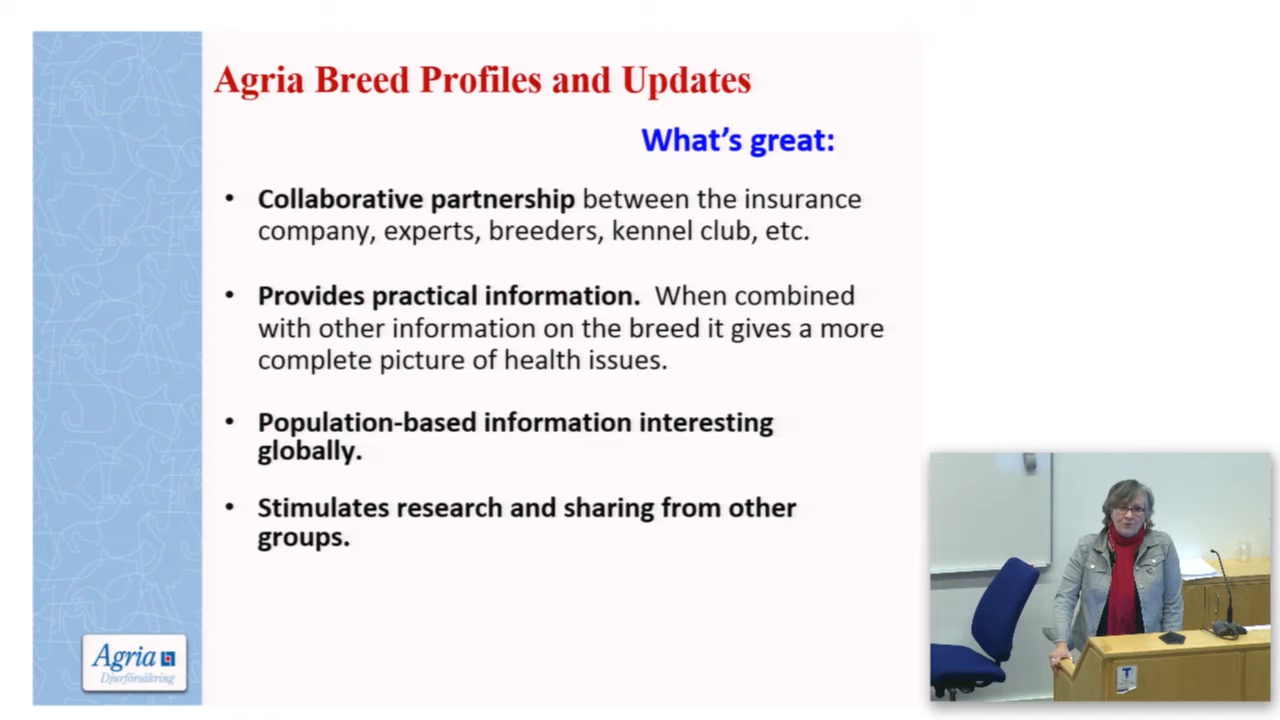 Agria Breed Profiles and Updates
What's great:
• Collaborative partnership between the insurance
company, experts, breeders, kennel club, etc.
• Provides practical information. When combined
with other information on the breed it gives a more
complete picture of health issues.
• Population-based information interesting
globally.
• Stimulates research and sharing from other
groups.
Agria
Djurförsäkring
T